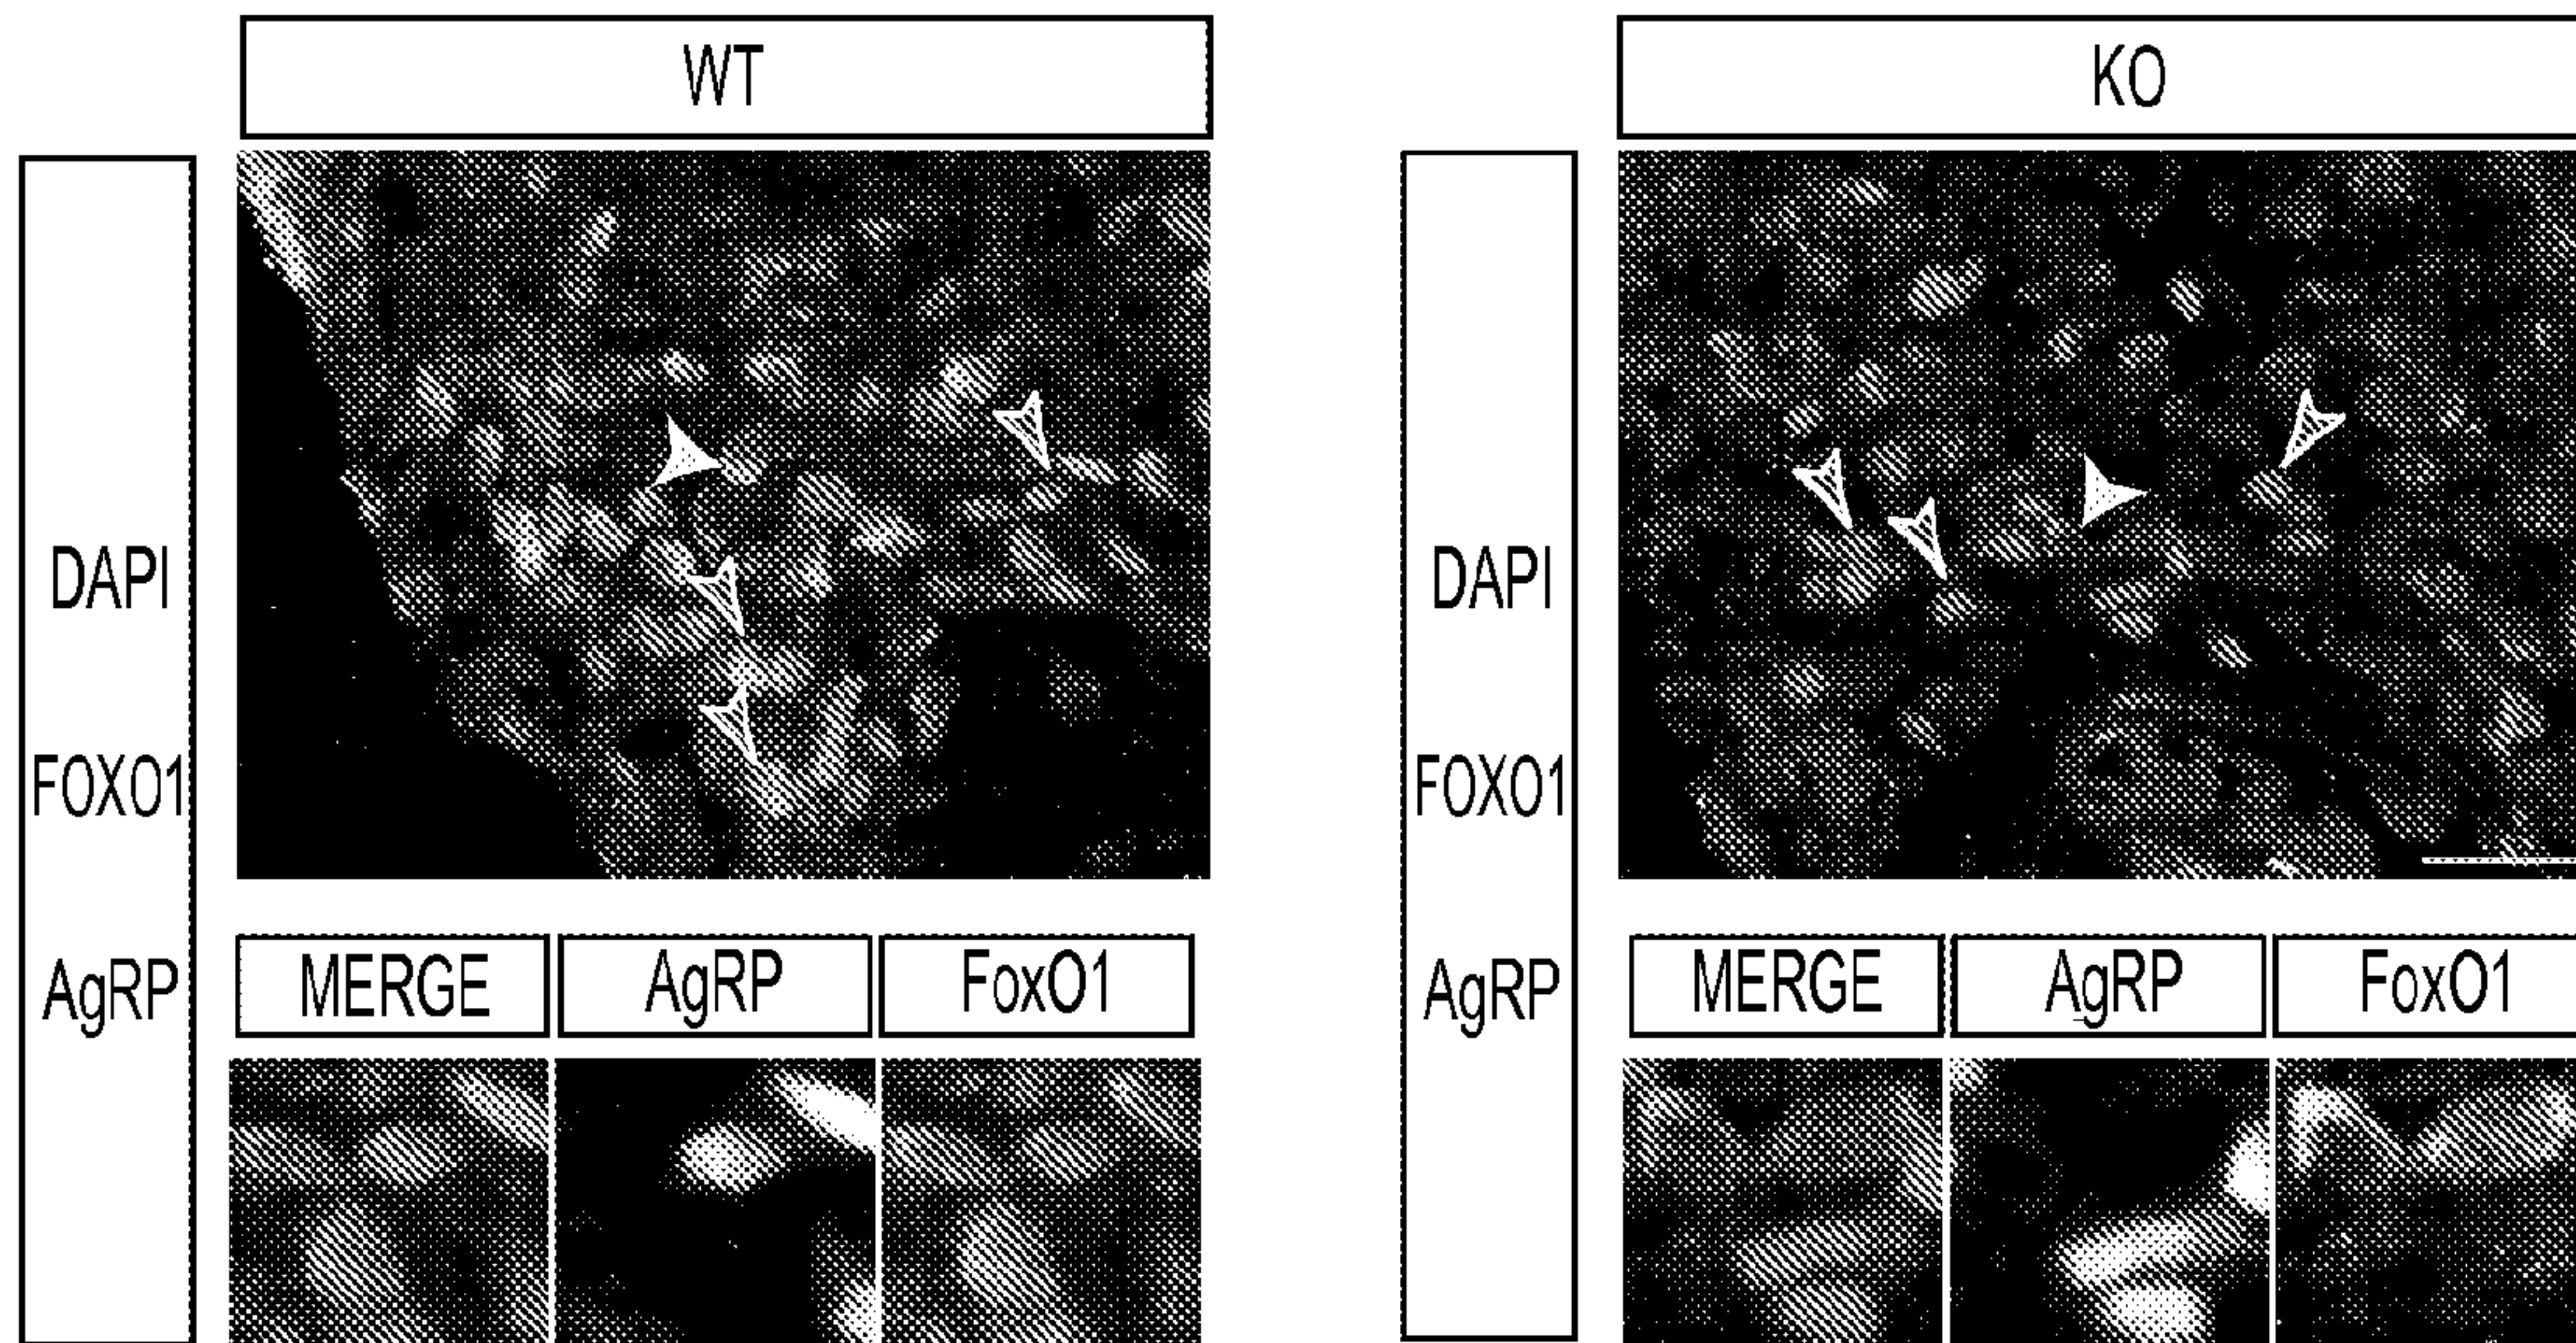 WT
DAPI
FOXO1
AgRP
MERGE
AgRP
FoxO1
KO
DAPI
FOXO1
AgRP
MERGE
AgRP
FoxO1